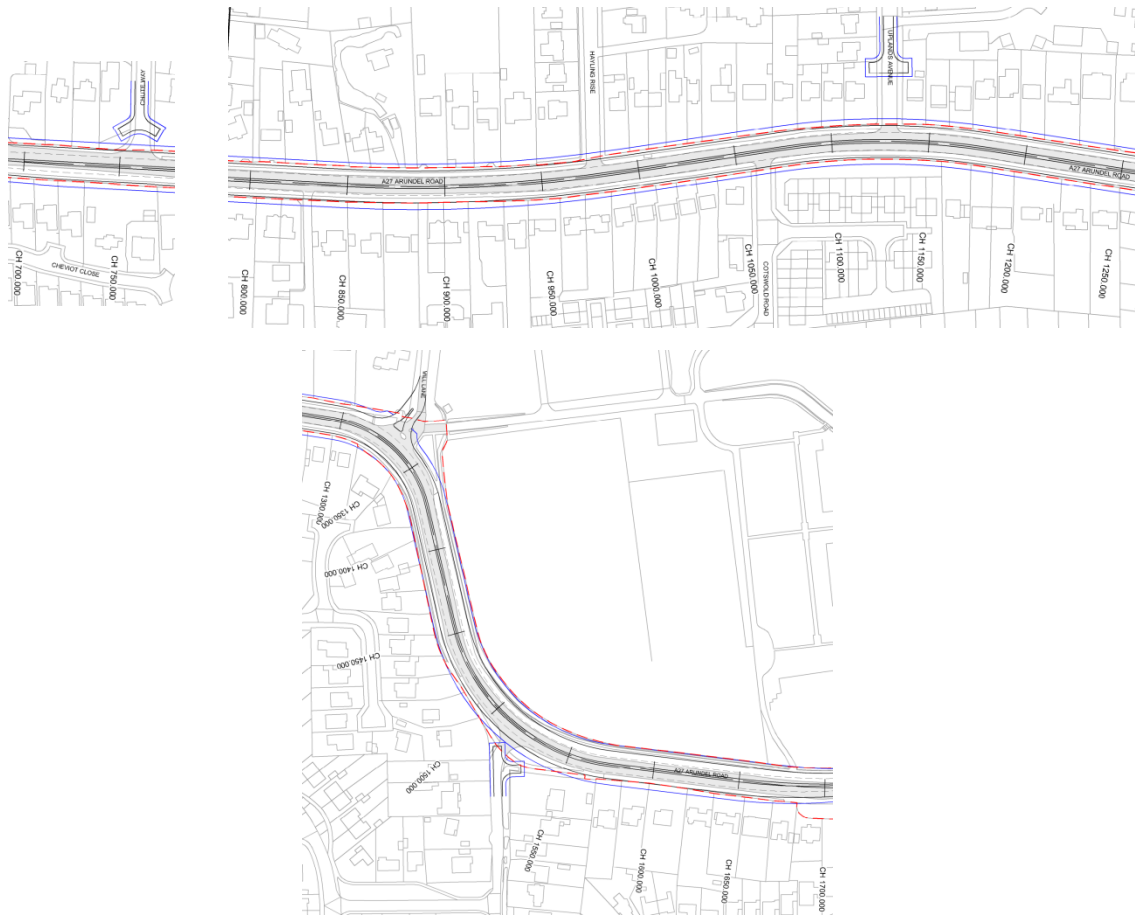 CHUTE WAY
CHEVIOT CLOSE
CH 700.000
CH 750.000
HAYLING RISE
UPLANDS AVENUE
A27 ARUNDEL ROAD
A27 ARUNDEL ROAD
COTSWOLD ROAD
CH 800.000
CH 850.000
CH 900.000
CH 950.000
CH 1000.000
CH 1050.000
CH 1100.000
CH 1150.000
CH 1200.000
CH 1250.000
CH 1300.000
CH 1350.000
CH 1400.000
CH 1450.000
CH 1500.000
A27 ARUNDEL ROAD
CH 1550.000
CH 1600.000
CH 1650.000
CH 1700.000